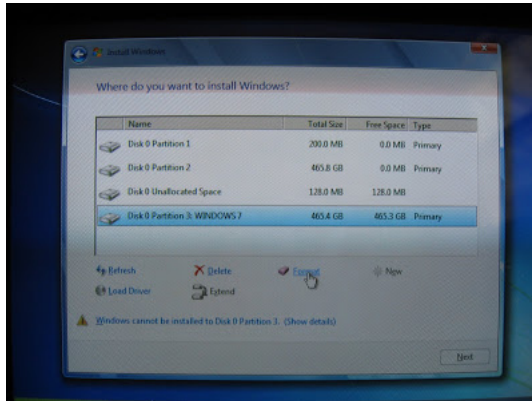 Install Windows
Where do you want to install Windows?
Name Total Size Free Space Type
Disk 0 Partition 1 200.0 MB 0.0 MB Primary
Disk 0 Partition 2 465.8 GB 0.0 MB Primary
Disk 0 Unallocated Space 128.0 MB 128.0 MB
Disk 0 Partition 3: WINDOWS 7 465.4 GB 465.3 GB Primary
Refresh Delete Format New
Load Driver Extend
Windows cannot be installed to Disk 0 Partition 3. (Show details)
Next